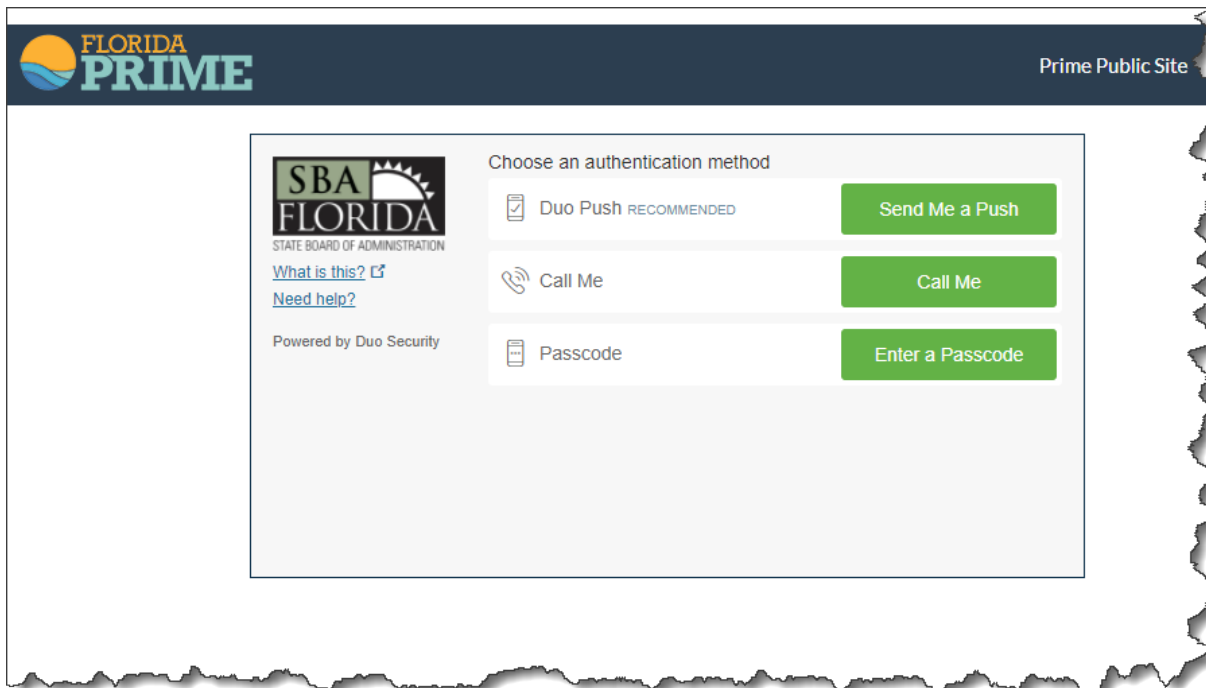 FLORIDA
PRIME
Prime Public Site
SBA
FLORIDA
STATE BOARD OF ADMINISTRATION
What is this?
Need help?
Powered by Duo Security
Choose an authentication method
Duo Push RECOMMENDED
Send Me a Push
Call Me
Call Me
Passcode
Enter a Passcode